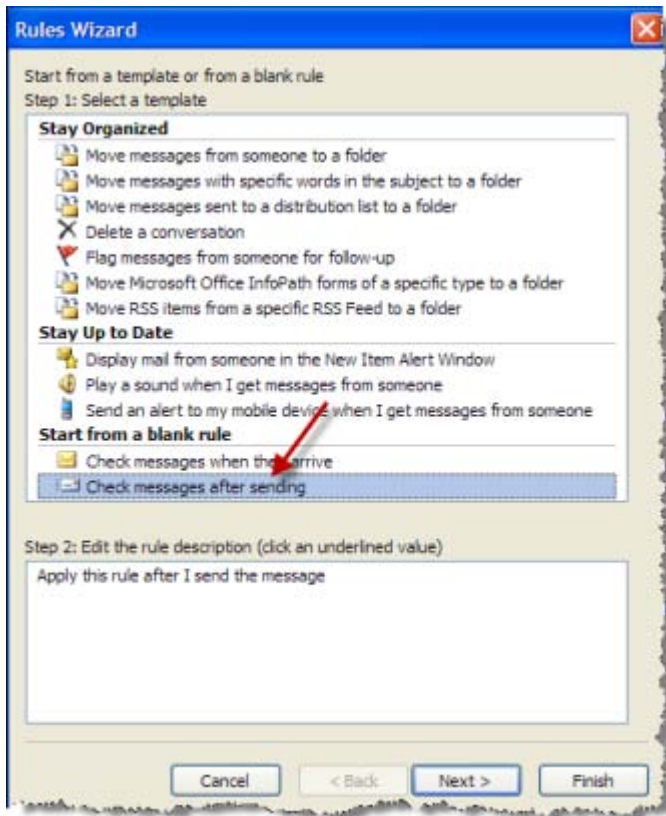 Rules Wizard
Start from a template or from a blank rule
Step 1: Select a template
Stay Organized
Move messages from someone to a folder
Move messages with specific words in the subject to a folder
Move messages sent to a distribution list to a folder
Delete a conversation
Flag messages from someone for follow-up
Move Microsoft Office InfoPath forms of a specific type to a folder
Move RSS items from a specific RSS Feed to a folder
Stay Up to Date
Display mail from someone in the New Item Alert Window
Play a sound when I get messages from someone
Send an alert to my mobile device when I get messages from someone
Start from a blank rule
Check messages when they arrive
Check messages after sending
Step 2: Edit the rule description (click an underlined value)
Apply this rule after I send the message
Cancel < Back Next > Finish